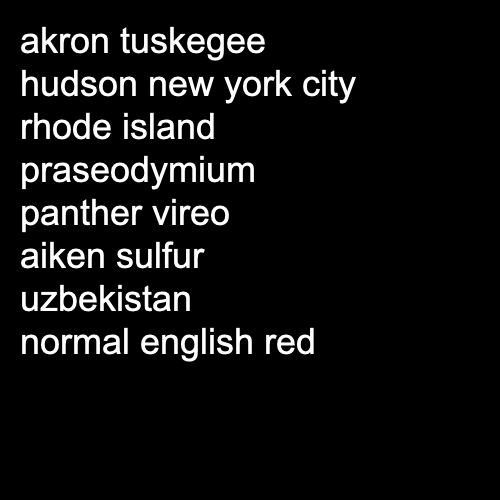 akron tuskegee
hudson new york city
rhode island
praseodymium
panther vireo
aiken sulfur
uzbekistan
normal english red